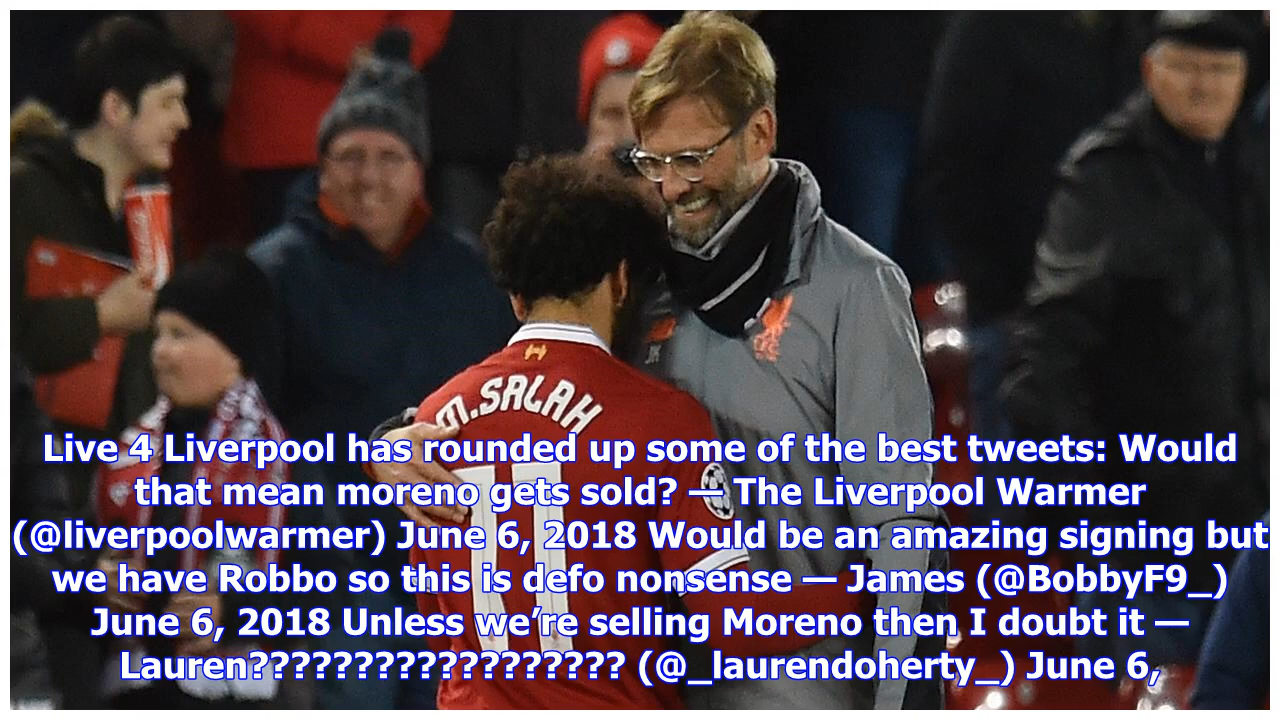 M.SALAH
11
Live 4 Liverpool has rounded up some of the best tweets: Would
that mean moreno gets sold? — The Liverpool Warmer
(@liverpoolwarmer) June 6, 2018 Would be an amazing signing but
we have Robbo so this is defo nonsense — James (@BobbyF9_)
June 6, 2018 Unless we’re selling Moreno then I doubt it —
Lauren?????????????????? (@_laurendoherty_) June 6,